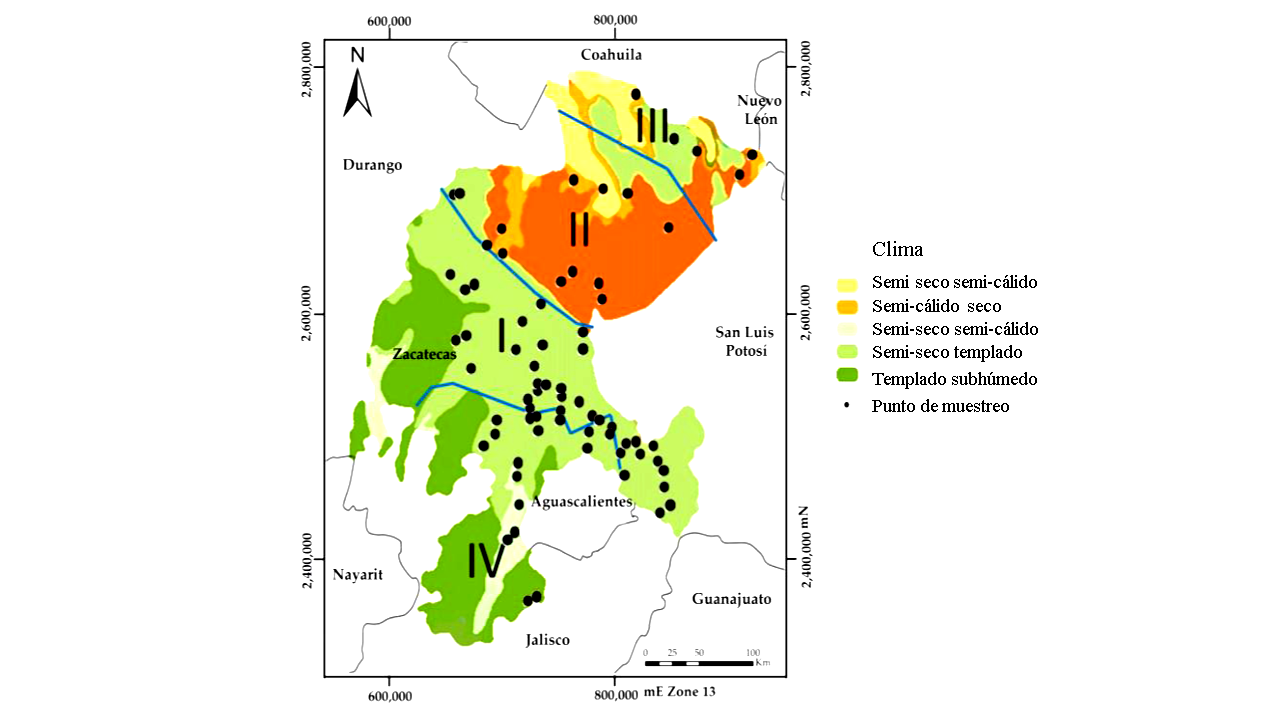 600,000
800,000
2,800,000
2,800,000
N
Coahuila
Nuevo
León
III
Durango
II
2,600,000
2,600,000
I
San Luis
Potosí
Zacatecas
Aguascalientes
2,400,000
2,400,000 mN
IV
Nayarit
Guanajuato
Jalisco
0 25 50 100
Km
600,000
800,000 mE Zone 13
Clima
Semi seco semi-cálido
Semi-cálido seco
Semi-seco semi-cálido
Semi-seco templado
Templado subhúmedo
Punto de muestreo